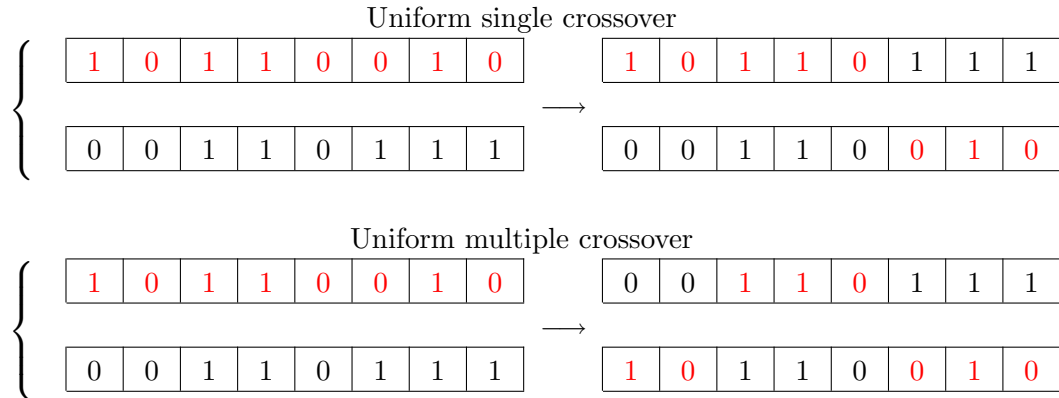 Uniform single crossover
1 0 1 1 0 0 1 0 1 0 1 1 0 1 1 1
⟶
0 0 1 1 0 1 1 1 0 0 1 1 0 0 1 0
Uniform multiple crossover
1 0 1 1 0 0 1 0 0 0 1 1 0 1 1 1
⟶
0 0 1 1 0 1 1 1 1 0 1 1 0 0 1 0